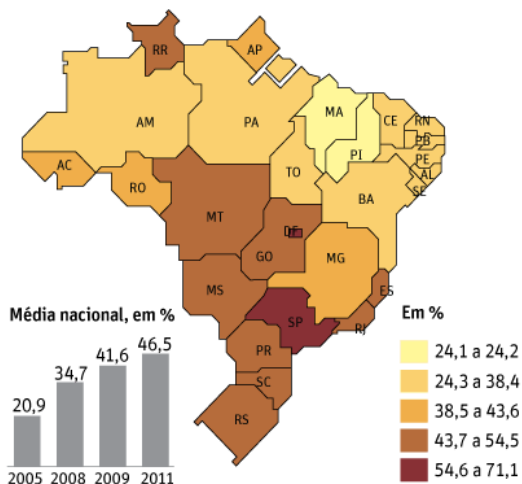 RR
AP
AM
PA
MA
CE
RN
PB
PI
PE
AL
SE
AC
RO
TO
BA
MT
DF
GO
MG
MS
ES
SP
RJ
PR
SC
RS
Média nacional, em %
20,9
34,7
41,6
46,5
2005 2008 2009 2011
Em %
24,1 a 24,2
24,3 a 38,4
38,5 a 43,6
43,7 a 54,5
54,6 a 71,1